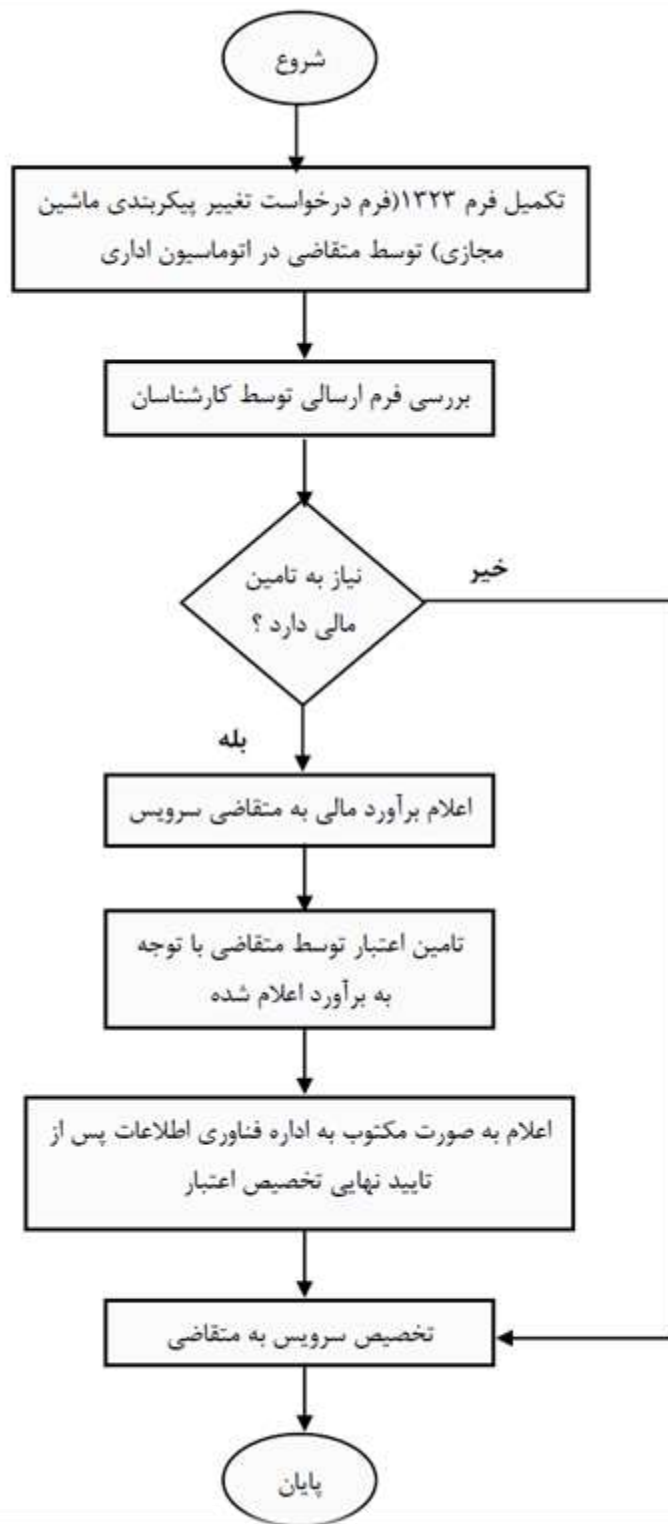 شروع
تکمیل فرم ۱۳۲۳(فرم درخواست تغییر پیکربندی ماشین
مجازی) توسط متقاضی در اتوماسیون اداری
بررسی فرم ارسالی توسط کارشناسان
نیاز به تامین
مالی دارد ؟
خیر
بله
اعلام برآورد مالی به متقاضی سرویس
تامین اعتبار توسط متقاضی با توجه
به برآورد اعلام شده
اعلام به صورت مکتوب به اداره فناوری اطلاعات پس از
تایید نهایی تخصیص اعتبار
تخصیص سرویس به متقاضی
پایان